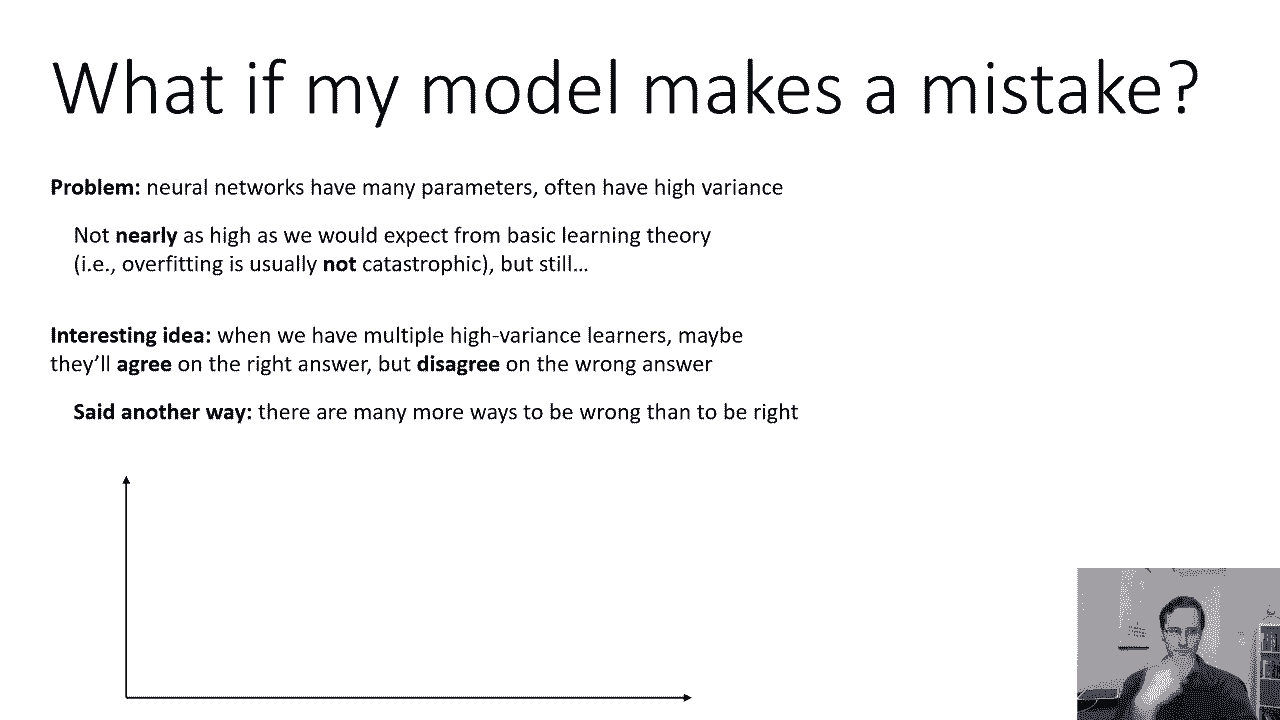 What if my model makes a mistake?
Problem: neural networks have many parameters, often have high variance
Not nearly as high as we would expect from basic learning theory
(i.e., overfitting is usually not catastrophic), but still…
Interesting idea: when we have multiple high-variance learners, maybe
they’ll agree on the right answer, but disagree on the wrong answer
Said another way: there are many more ways to be wrong than to be right